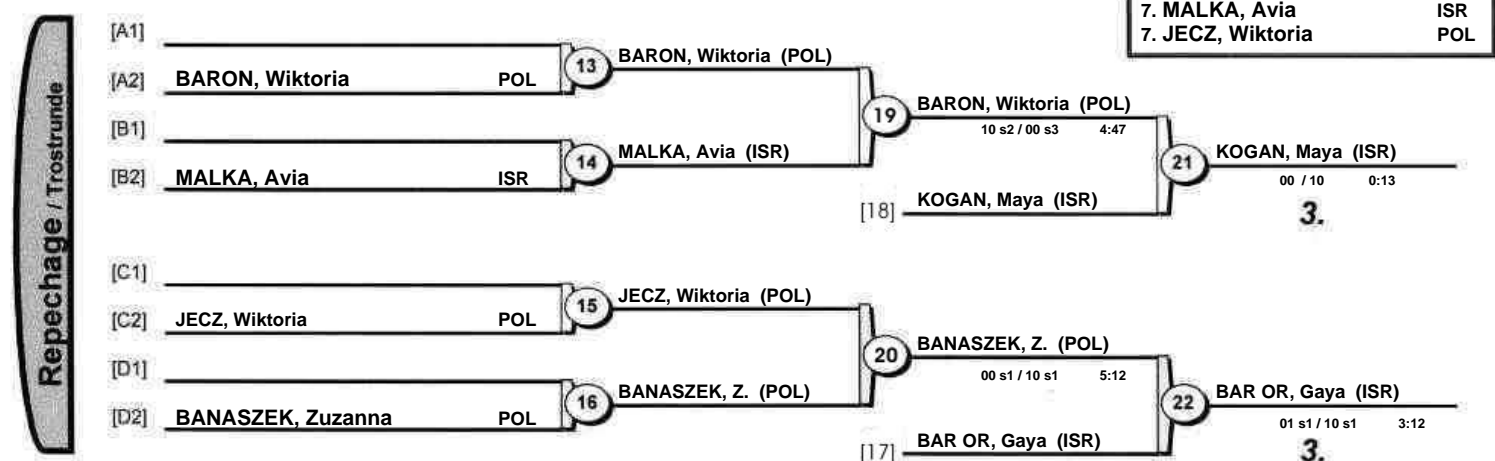 7. MALKA, Avia ISR
7. JECZ, Wiktoria POL
Repechage / Trostrunde
[A1]
[A2] BARON, Wiktoria POL
13
BARON, Wiktoria (POL)
[B1]
[B2] MALKA, Avia ISR
14
MALKA, Avia (ISR)
19
BARON, Wiktoria (POL)
10 s2 / 00 s3 4:47
[18] KOGAN, Maya (ISR)
21
KOGAN, Maya (ISR)
00 / 10 0:13
3.
[C1]
[C2] JECZ, Wiktoria POL
15
JECZ, Wiktoria (POL)
[D1]
[D2] BANASZEK, Zuzanna POL
16
BANASZEK, Z. (POL)
20
BANASZEK, Z. (POL)
00 s1 / 10 s1 5:12
[17] BAR OR, Gaya (ISR)
22
BAR OR, Gaya (ISR)
01 s1 / 10 s1 3:12
3.